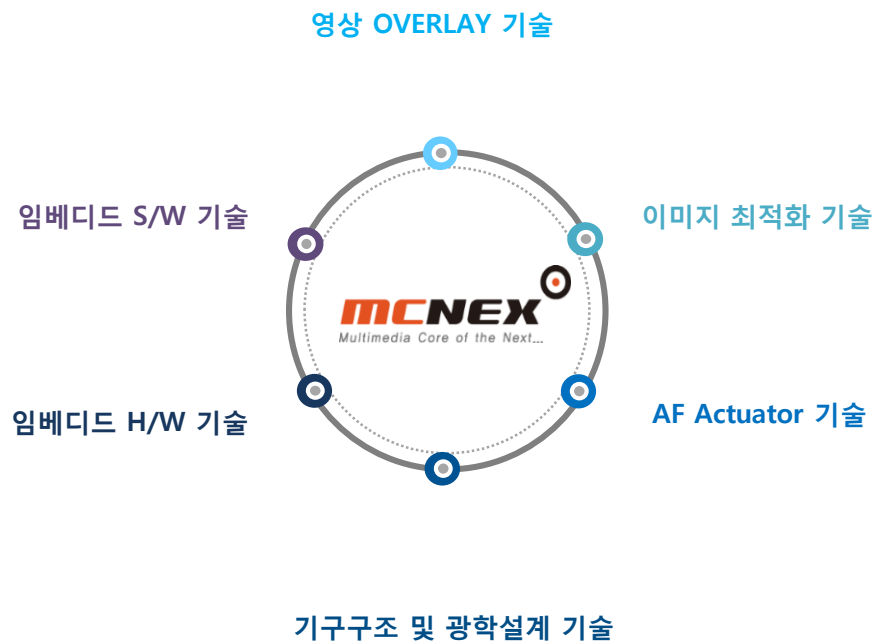 영상 OVERLAY 기술
임베디드 S/W 기술
이미지 최적화 기술
MCNEX
Multimedia Core of the Next...
임베디드 H/W 기술
AF Actuator 기술
기구구조 및 광학설계 기술